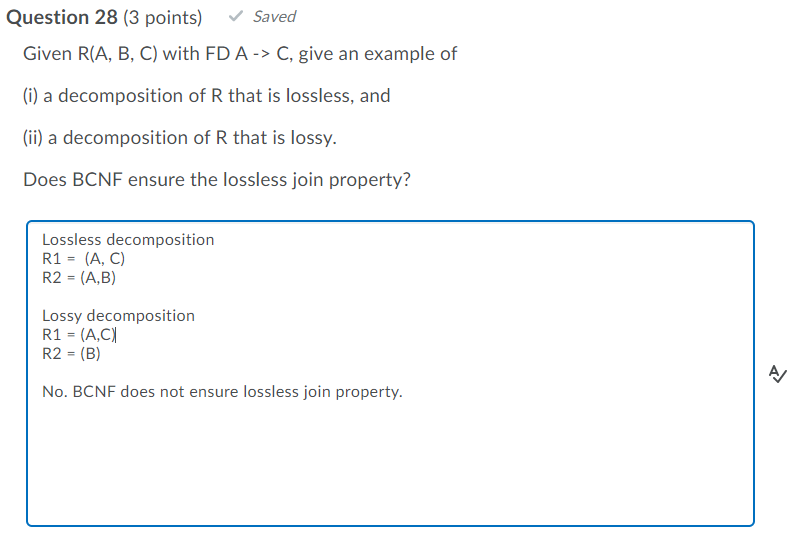 Question 28 (3 points) ✓ Saved
Given R(A, B, C) with FD A -> C, give an example of
(i) a decomposition of R that is lossless, and
(ii) a decomposition of R that is lossy.
Does BCNF ensure the lossless join property?
Lossless decomposition
R1 = (A, C)
R2 = (A,B)
Lossy decomposition
R1 = (A,C)
R2 = (B)
No. BCNF does not ensure lossless join property.